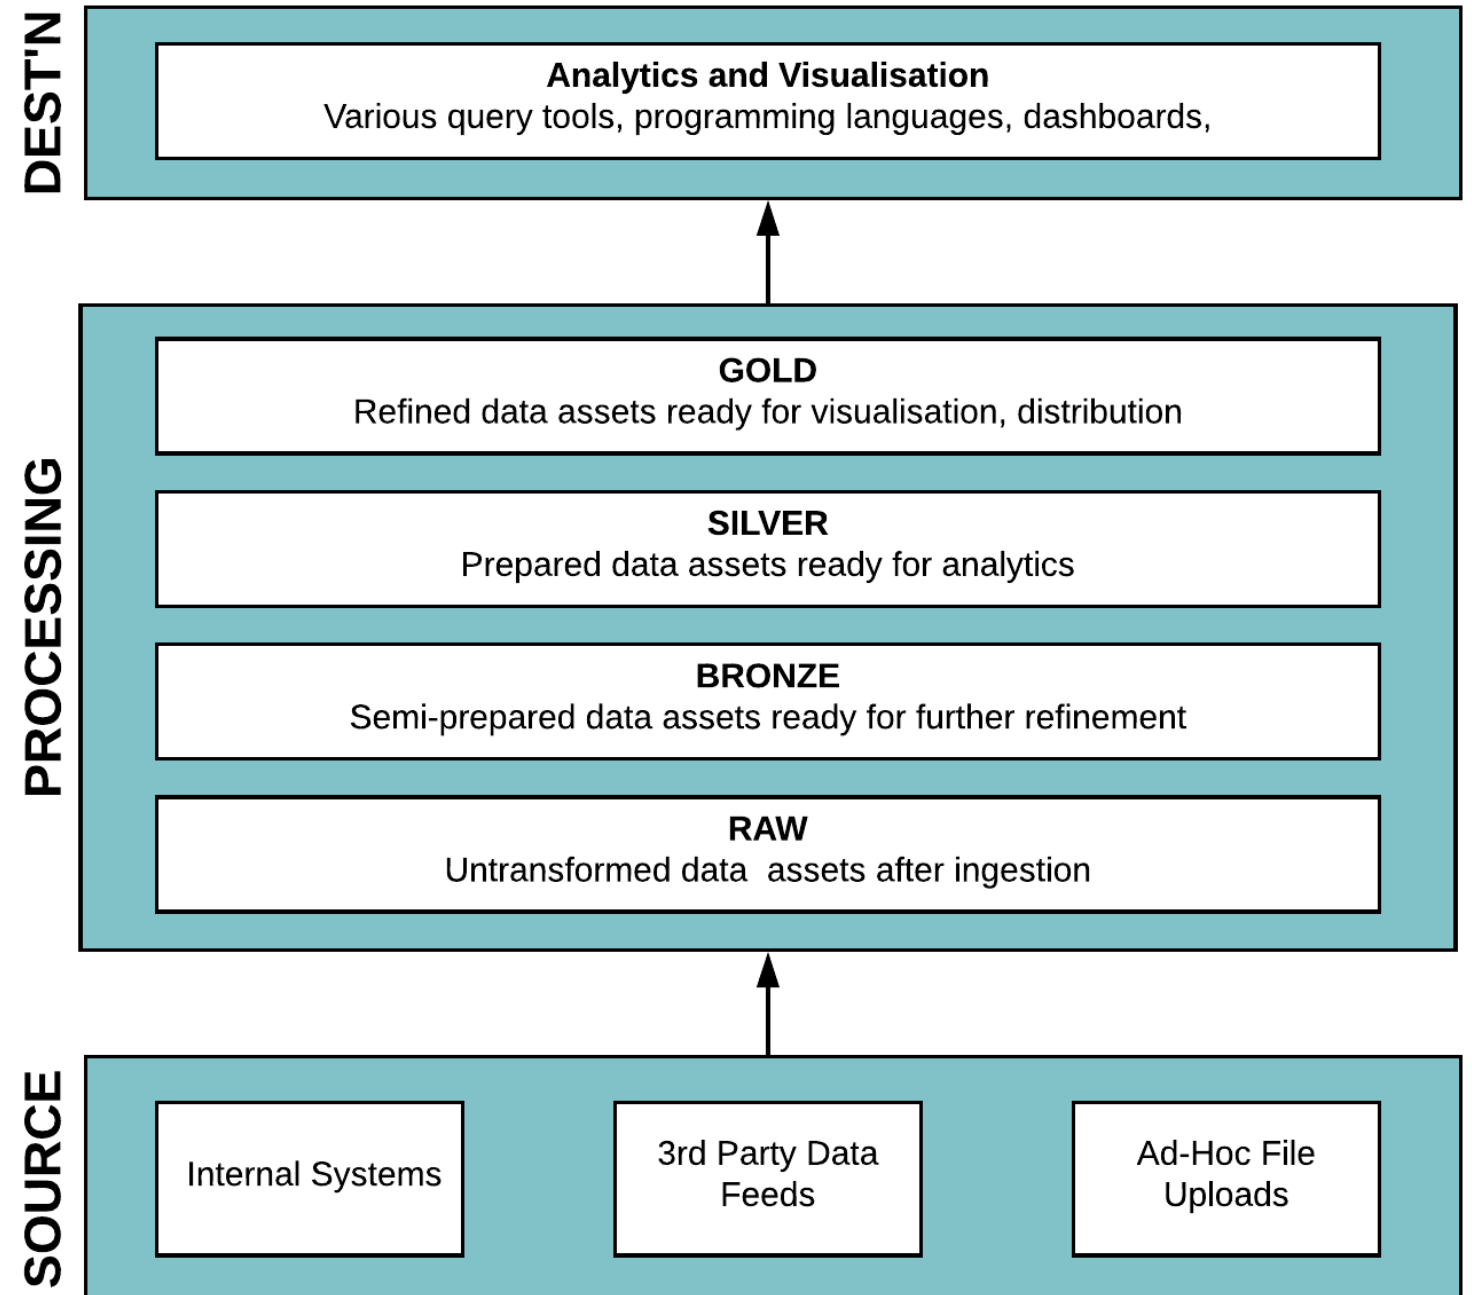 DEST'N
Analytics and Visualisation
Various query tools, programming languages, dashboards,
PROCESSING
GOLD
Refined data assets ready for visualisation, distribution
SILVER
Prepared data assets ready for analytics
BRONZE
Semi-prepared data assets ready for further refinement
RAW
Untransformed data  assets after ingestion
SOURCE
Internal Systems
3rd Party Data
Feeds
Ad-Hoc File
Uploads